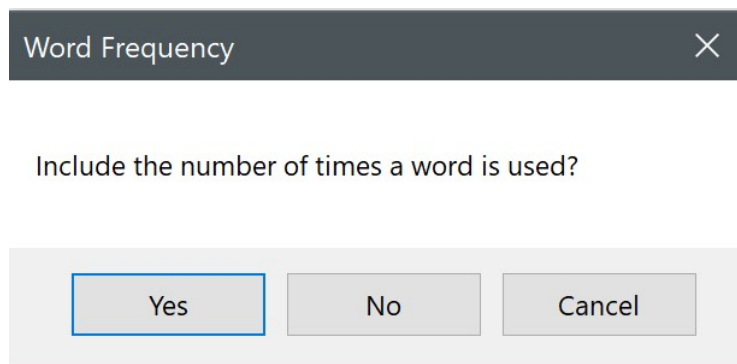 Word Frequency
Include the number of times a word is used?
Yes No Cancel